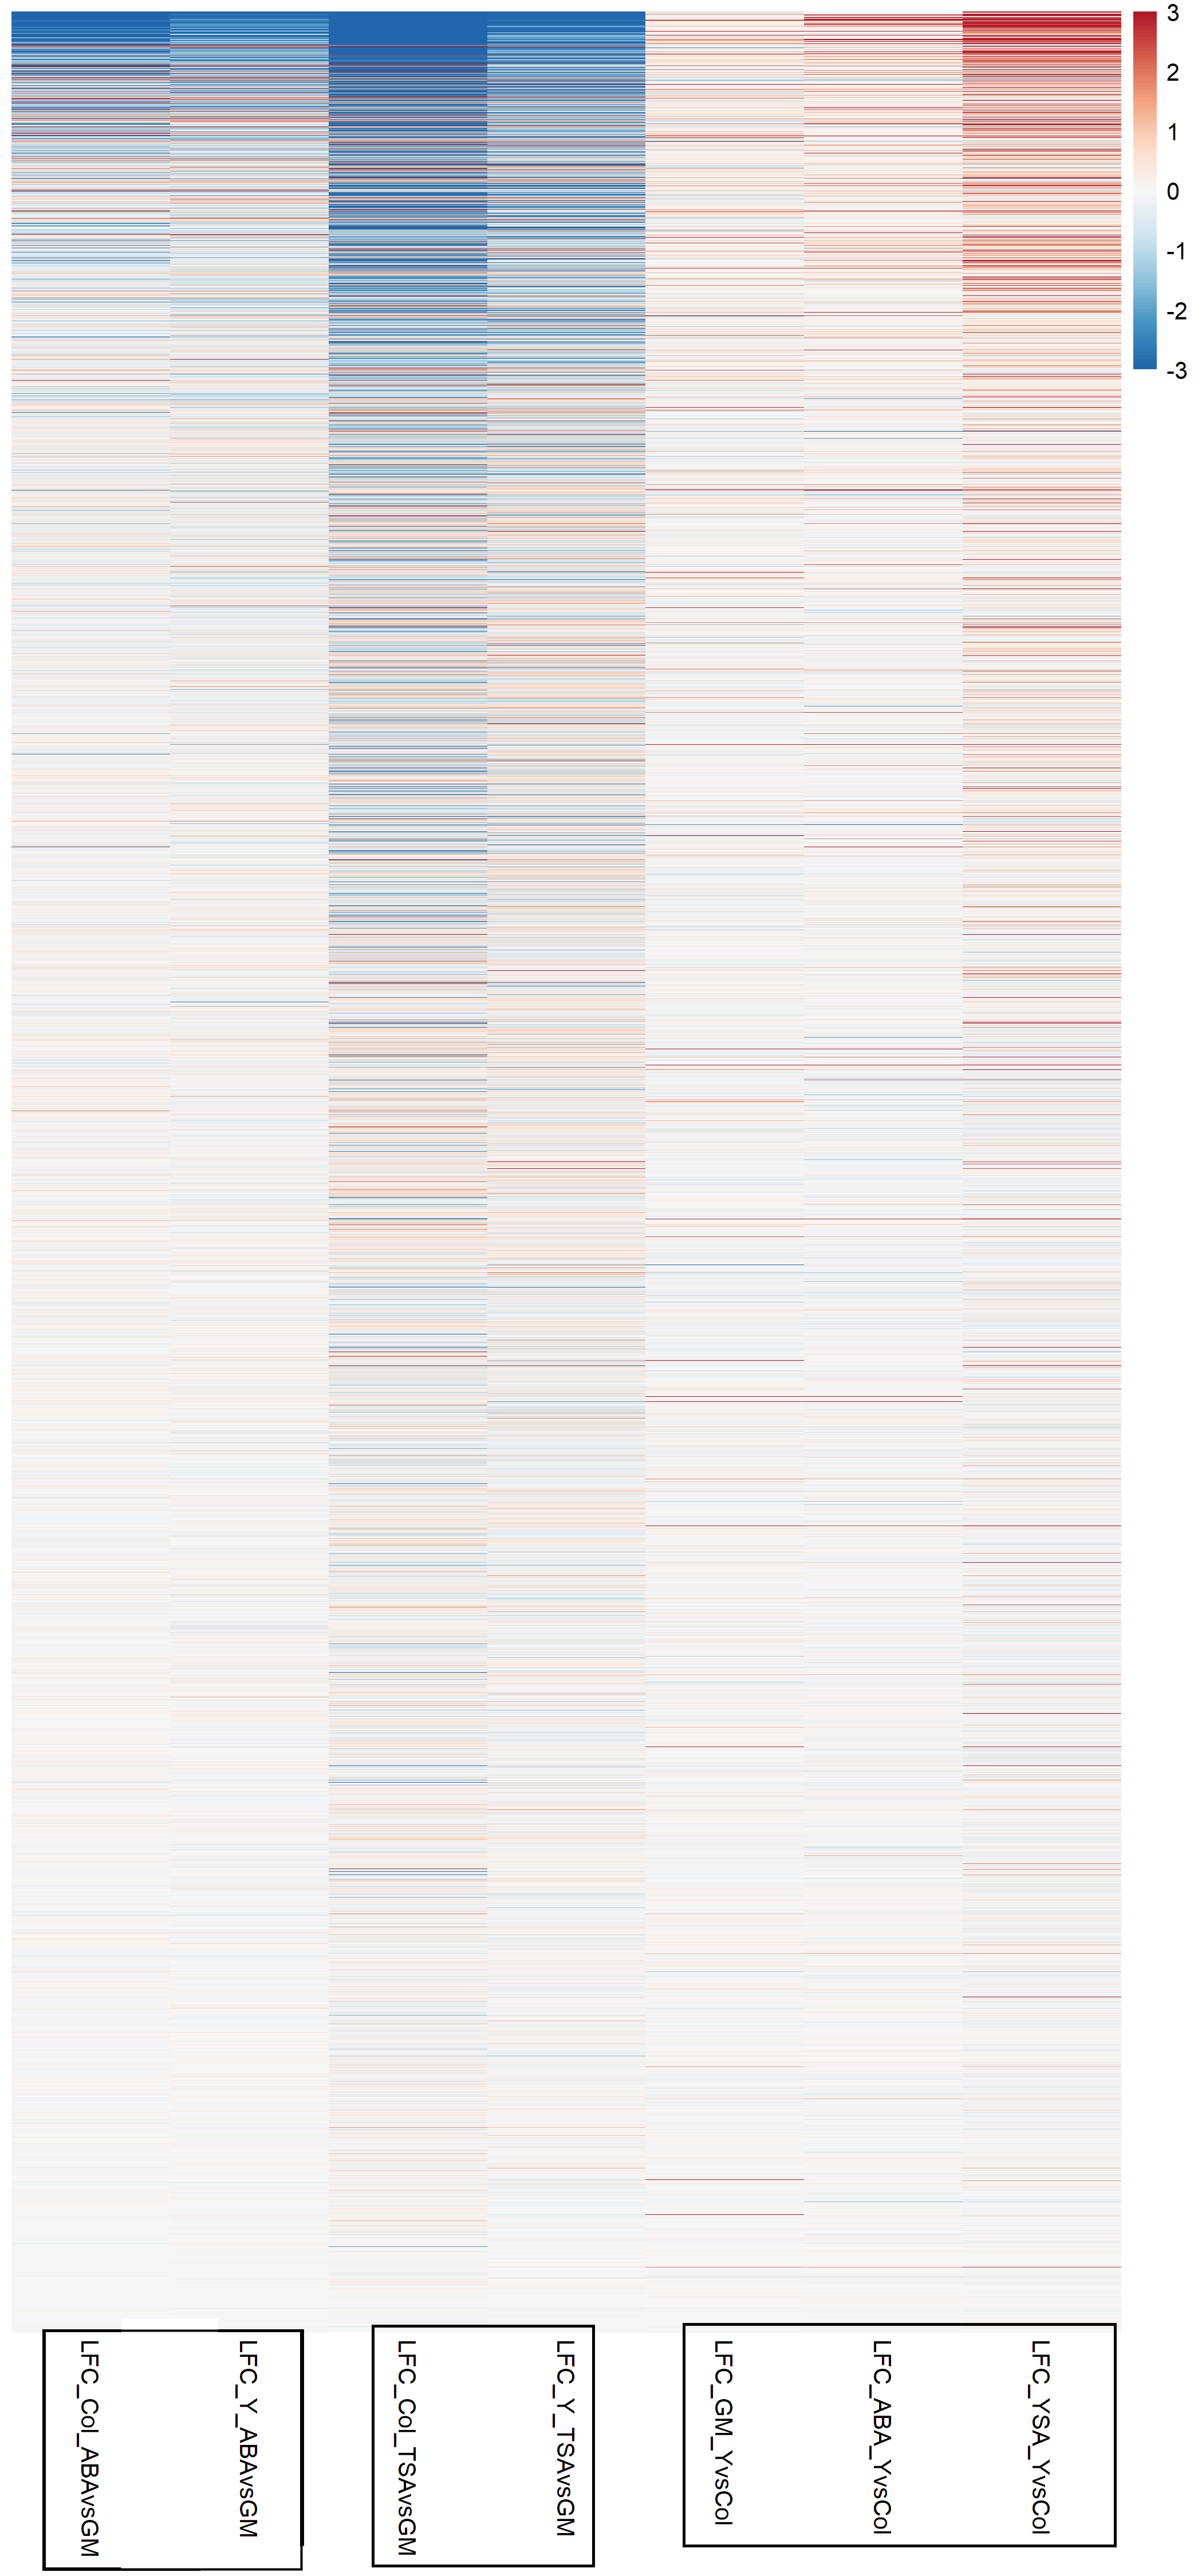 3
2
1
0
-1
-2
-3
LFC_Col_ABAvsGM
LFC_Y_ABAvsGM
LFC_Col_TSAvsGM
LFC_Y_TSAvsGM
LFC_GM_YvsCol
LFC_ABA_YvsCol
LFC_YSA_YvsCol